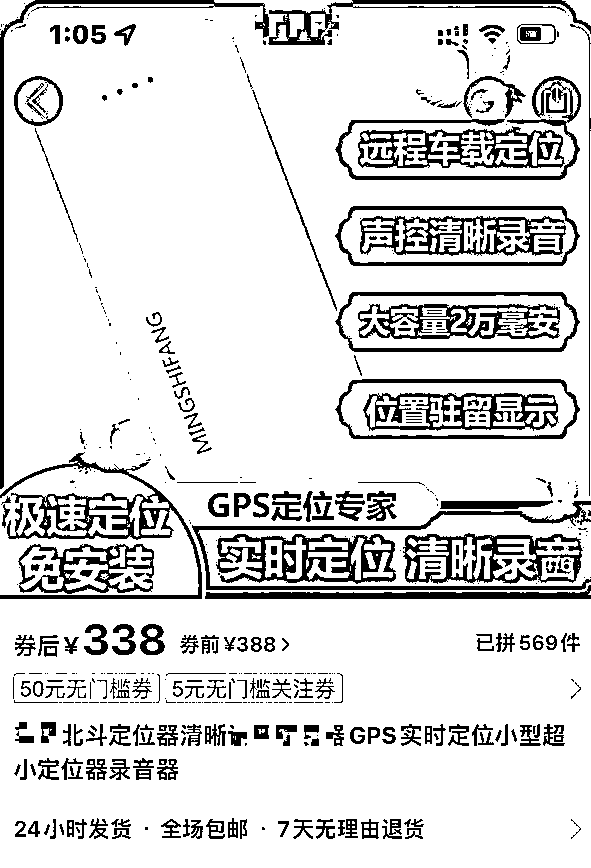 1:05
远程车载定位
声控清晰录音
大容量2万毫安
位置驻留显示
MINGSHIFANG
GPS定位专家
极速定位
免安装
实时定位 清晰录音
券后¥338 券前¥388 已拼569件
50元无门槛券 5元无门槛关注券
北斗定位器清晰 GPS实时定位小型超
小定位器录音器
24小时发货 · 全场包邮 · 7天无理由退货